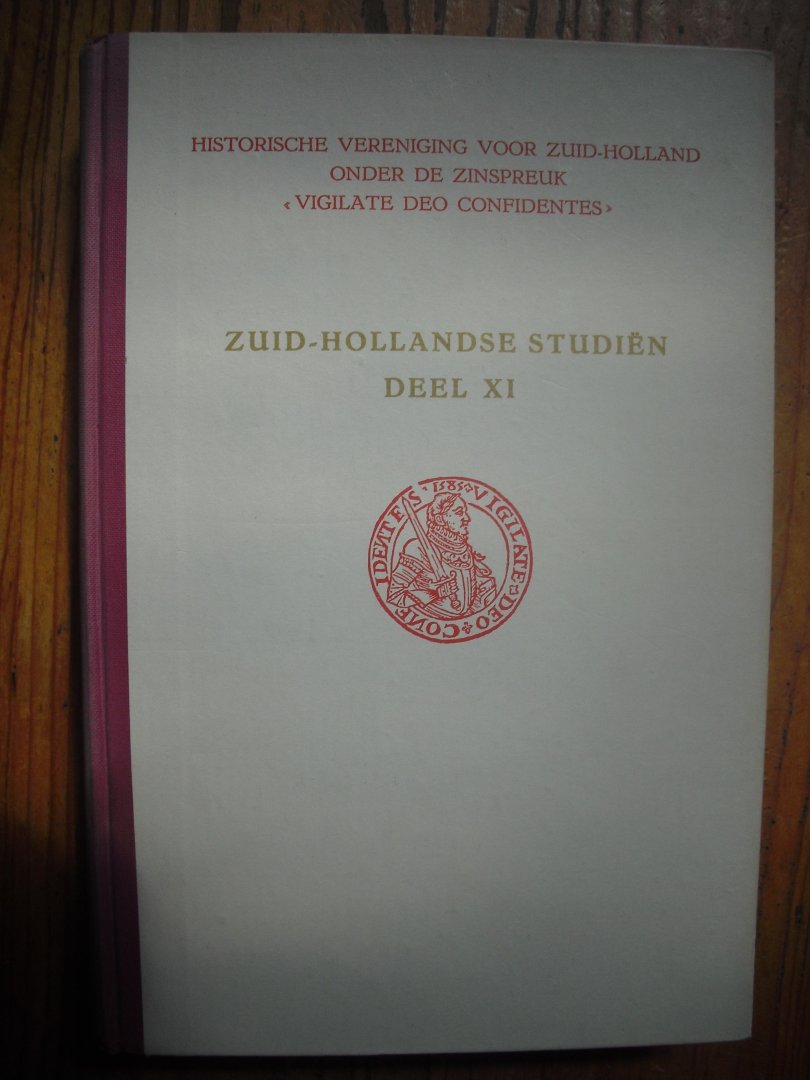 HISTORISCHE VERENIGING VOOR ZUID-HOLLAND
ONDER DE ZINSPREUK
‹ VIGILATE DEO CONFIDENTES ›
ZUID-HOLLANDSE STUDIËN
DEEL XI
1585 VIGILATE DEO CONFIDENTES